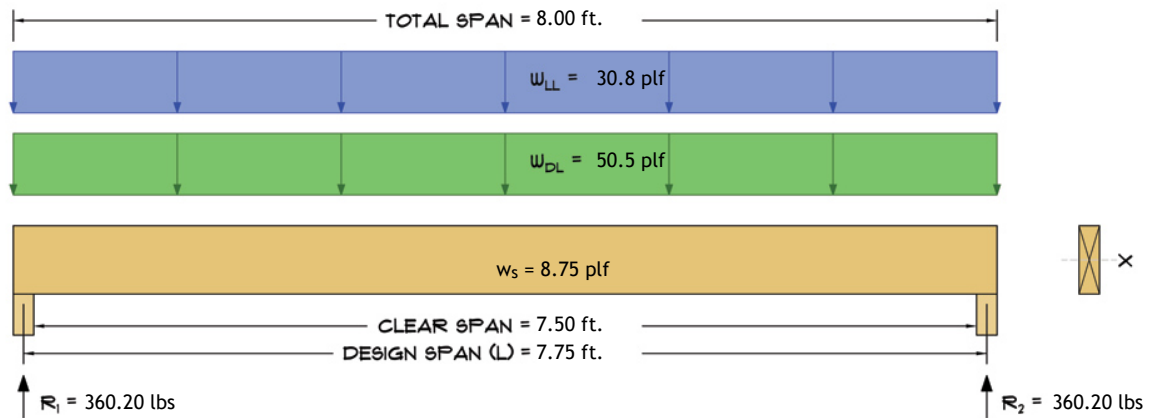 TOTAL SPAN = 8.00 ft.
wLL = 30.8 plf
wDL = 50.5 plf
ws = 8.75 plf
X
CLEAR SPAN = 7.50 ft.
DESIGN SPAN (L) = 7.75 ft.
R1 = 360.20 lbs
R2 = 360.20 lbs